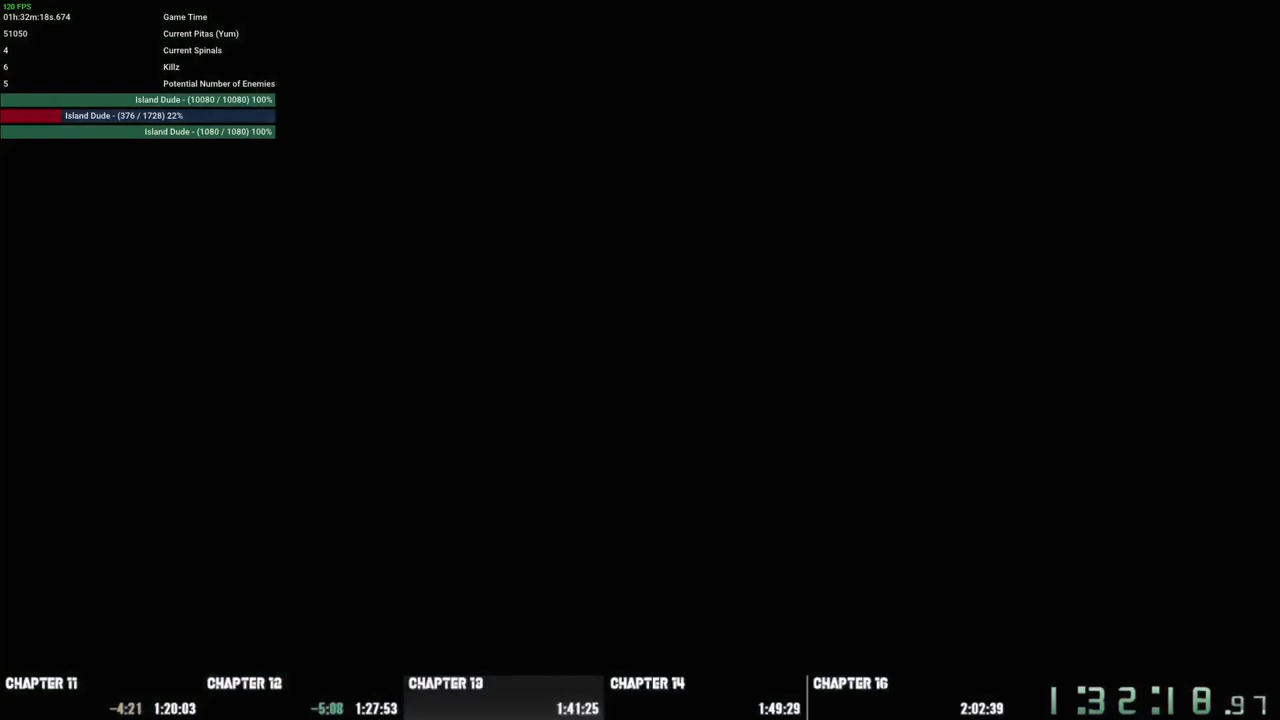 120 FPS
01h:32m:18s.674 Game Time
51050 Current Pitas (Yum)
4 Current Spinals
6 Killz
5 Potential Number of Enemies
Island Dude - (10080 / 10080) 100%
Island Dude - (376 / 1728) 22%
Island Dude - (1080 / 1080) 100%
CHAPTER 11 CHAPTER 12 CHAPTER 13 CHAPTER 14 CHAPTER 16
-4:21 1:20:03 -5:08 1:27:53 1:41:25 1:49:29 2:02:39 1:32:18.97